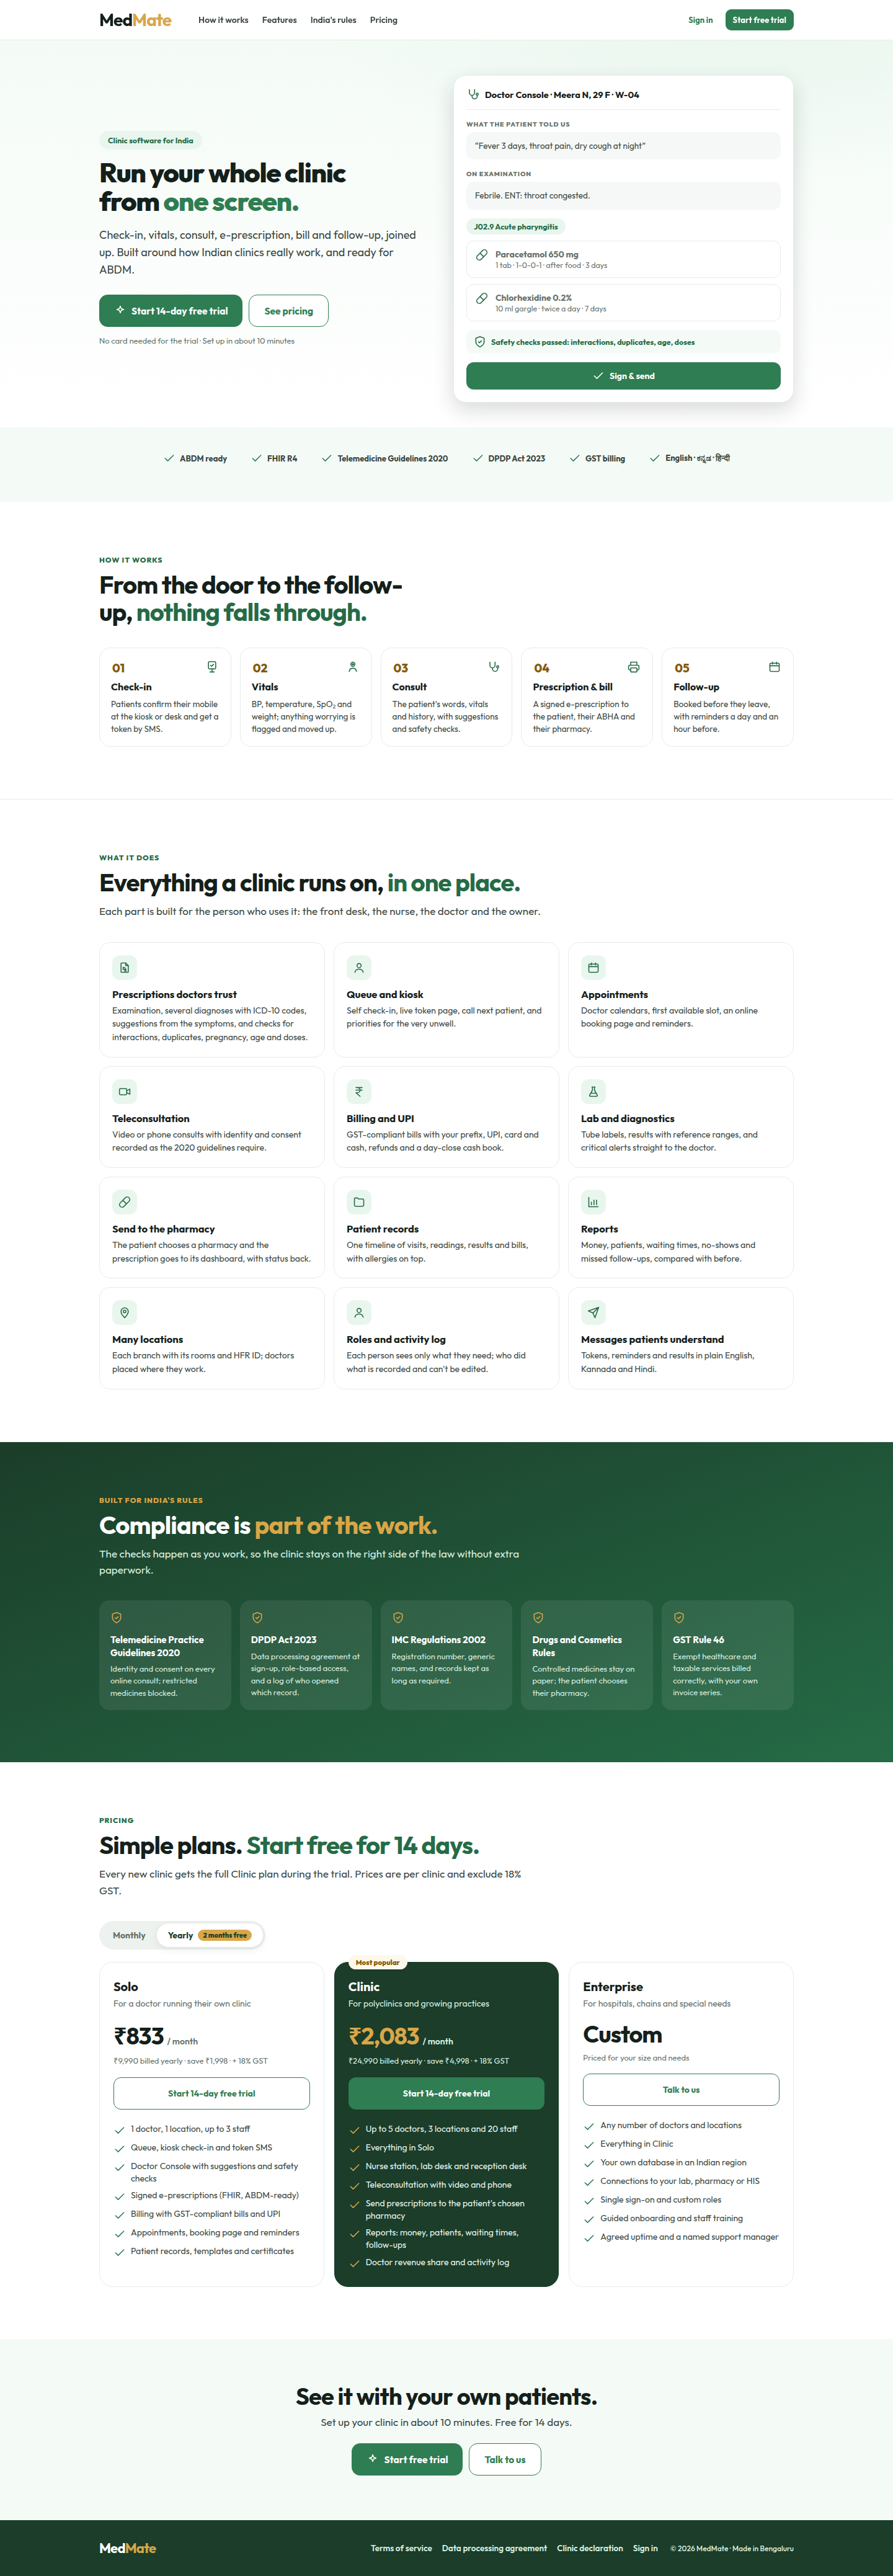 MedMate
How it works
Features
India's rules
Pricing
Sign in
Start free trial
Clinic software for India
Run your whole clinic
from one screen.
Check-in, vitals, consult, e-prescription, bill and follow-up, joined
up. Built around how Indian clinics really work, and ready for
ABDM.
Start 14-day free trial
See pricing
No card needed for the trial · Set up in about 10 minutes
Doctor Console · Meera N, 29 F · W-04
WHAT THE PATIENT TOLD US
"Fever 3 days, throat pain, dry cough at night"
ON EXAMINATION
Febrile. ENT: throat congested.
J02.9 Acute pharyngitis
Paracetamol 650 mg
1 tab · 1-0-0-1 · after food · 3 days
Chlorhexidine 0.2%
10 ml gargle · twice a day · 7 days
Safety checks passed: interactions, duplicates, age, doses
Sign & send
ABDM ready
FHIR R4
Telemedicine Guidelines 2020
DPDP Act 2023
GST billing
English · ಕನ್ನಡ · हिन्दी
HOW IT WORKS
From the door to the follow-
up, nothing falls through.
01
Check-in
Patients confirm their mobile
at the kiosk or desk and get a
token by SMS.
02
Vitals
BP, temperature, SpO₂ and
weight; anything worrying is
flagged and moved up.
03
Consult
The patient's words, vitals
and history, with suggestions
and safety checks.
04
Prescription & bill
A signed e-prescription to
the patient, their ABHA and
their pharmacy.
05
Follow-up
Booked before they leave,
with reminders a day and an
hour before.
WHAT IT DOES
Everything a clinic runs on, in one place.
Each part is built for the person who uses it: the front desk, the nurse, the doctor and the owner.
Prescriptions doctors trust
Examination, several diagnoses with ICD-10 codes,
suggestions from the symptoms, and checks for
interactions, duplicates, pregnancy, age and doses.
Queue and kiosk
Self check-in, live token page, call next patient, and
priorities for the very unwell.
Appointments
Doctor calendars, first available slot, an online
booking page and reminders.
Teleconsultation
Video or phone consults with identity and consent
recorded as the 2020 guidelines require.
Billing and UPI
GST-compliant bills with your prefix, UPI, card and
cash, refunds and a day-close cash book.
Lab and diagnostics
Tube labels, results with reference ranges, and
critical alerts straight to the doctor.
Send to the pharmacy
The patient chooses a pharmacy and the
prescription goes to its dashboard, with status back.
Patient records
One timeline of visits, readings, results and bills,
with allergies on top.
Reports
Money, patients, waiting times, no-shows and
missed follow-ups, compared with before.
Many locations
Each branch with its rooms and HFR ID; doctors
placed where they work.
Roles and activity log
Each person sees only what they need; who did
what is recorded and can't be edited.
Messages patients understand
Tokens, reminders and results in plain English,
Kannada and Hindi.
BUILT FOR INDIA'S RULES
Compliance is part of the work.
The checks happen as you work, so the clinic stays on the right side of the law without extra
paperwork.
Telemedicine Practice
Guidelines 2020
Identity and consent on every
online consult; restricted
medicines blocked.
DPDP Act 2023
Data processing agreement at
sign-up, role-based access,
and a log of who opened
which record.
IMC Regulations 2002
Registration number, generic
names, and records kept as
long as required.
Drugs and Cosmetics
Rules
Controlled medicines stay on
paper; the patient chooses
their pharmacy.
GST Rule 46
Exempt healthcare and
taxable services billed
correctly, with your own
invoice series.
PRICING
Simple plans. Start free for 14 days.
Every new clinic gets the full Clinic plan during the trial. Prices are per clinic and exclude 18%
GST.
Monthly
Yearly
2 months free
Solo
For a doctor running their own clinic
₹833 / month
₹9,990 billed yearly · save ₹1,998 · + 18% GST
Start 14-day free trial
1 doctor, 1 location, up to 3 staff
Queue, kiosk check-in and token SMS
Doctor Console with suggestions and safety
checks
Signed e-prescriptions (FHIR, ABDM-ready)
Billing with GST-compliant bills and UPI
Appointments, booking page and reminders
Patient records, templates and certificates
Most popular
Clinic
For polyclinics and growing practices
₹2,083 / month
₹24,990 billed yearly · save ₹4,998 · + 18% GST
Start 14-day free trial
Up to 5 doctors, 3 locations and 20 staff
Everything in Solo
Nurse station, lab desk and reception desk
Teleconsultation with video and phone
Send prescriptions to the patient's chosen
pharmacy
Reports: money, patients, waiting times,
follow-ups
Doctor revenue share and activity log
Enterprise
For hospitals, chains and special needs
Custom
Priced for your size and needs
Talk to us
Any number of doctors and locations
Everything in Clinic
Your own database in an Indian region
Connections to your lab, pharmacy or HIS
Single sign-on and custom roles
Guided onboarding and staff training
Agreed uptime and a named support manager
See it with your own patients.
Set up your clinic in about 10 minutes. Free for 14 days.
Start free trial
Talk to us
MedMate
Terms of service
Data processing agreement
Clinic declaration
Sign in
© 2026 MedMate · Made in Bengaluru